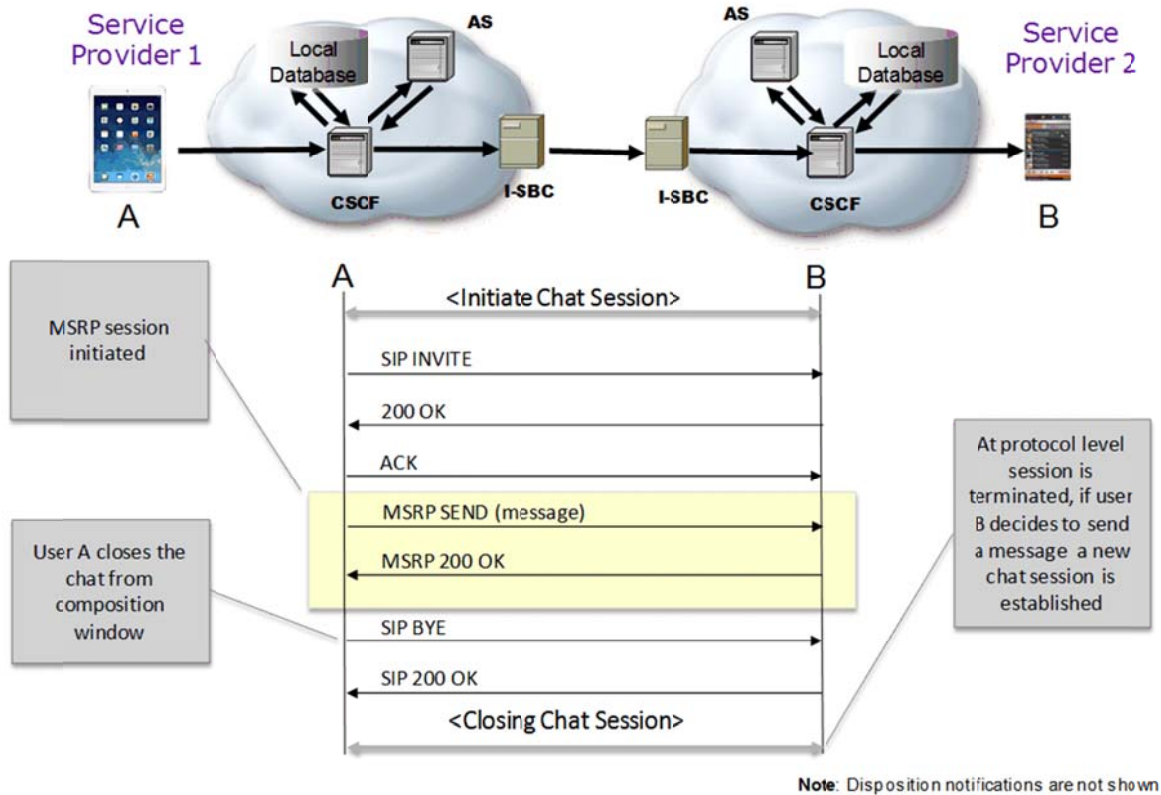 Service
Provider 1
Local
Database
AS
CSCF
I-SBC
A
AS
Local
Database
Service
Provider 2
I-SBC
CSCF
B
A
B
<Initiate Chat Session>
MSRP session
initiated
SIP INVITE
200 OK
ACK
MSRP SEND (message)
MSRP 200 OK
User A closes the
chat from
composition
window
SIP BYE
SIP 200 OK
<Closing Chat Session>
At protocol level
session is
terminated, if user
B decides to send
a message a new
chat session is
established
Note: Disposition notifications are not shown